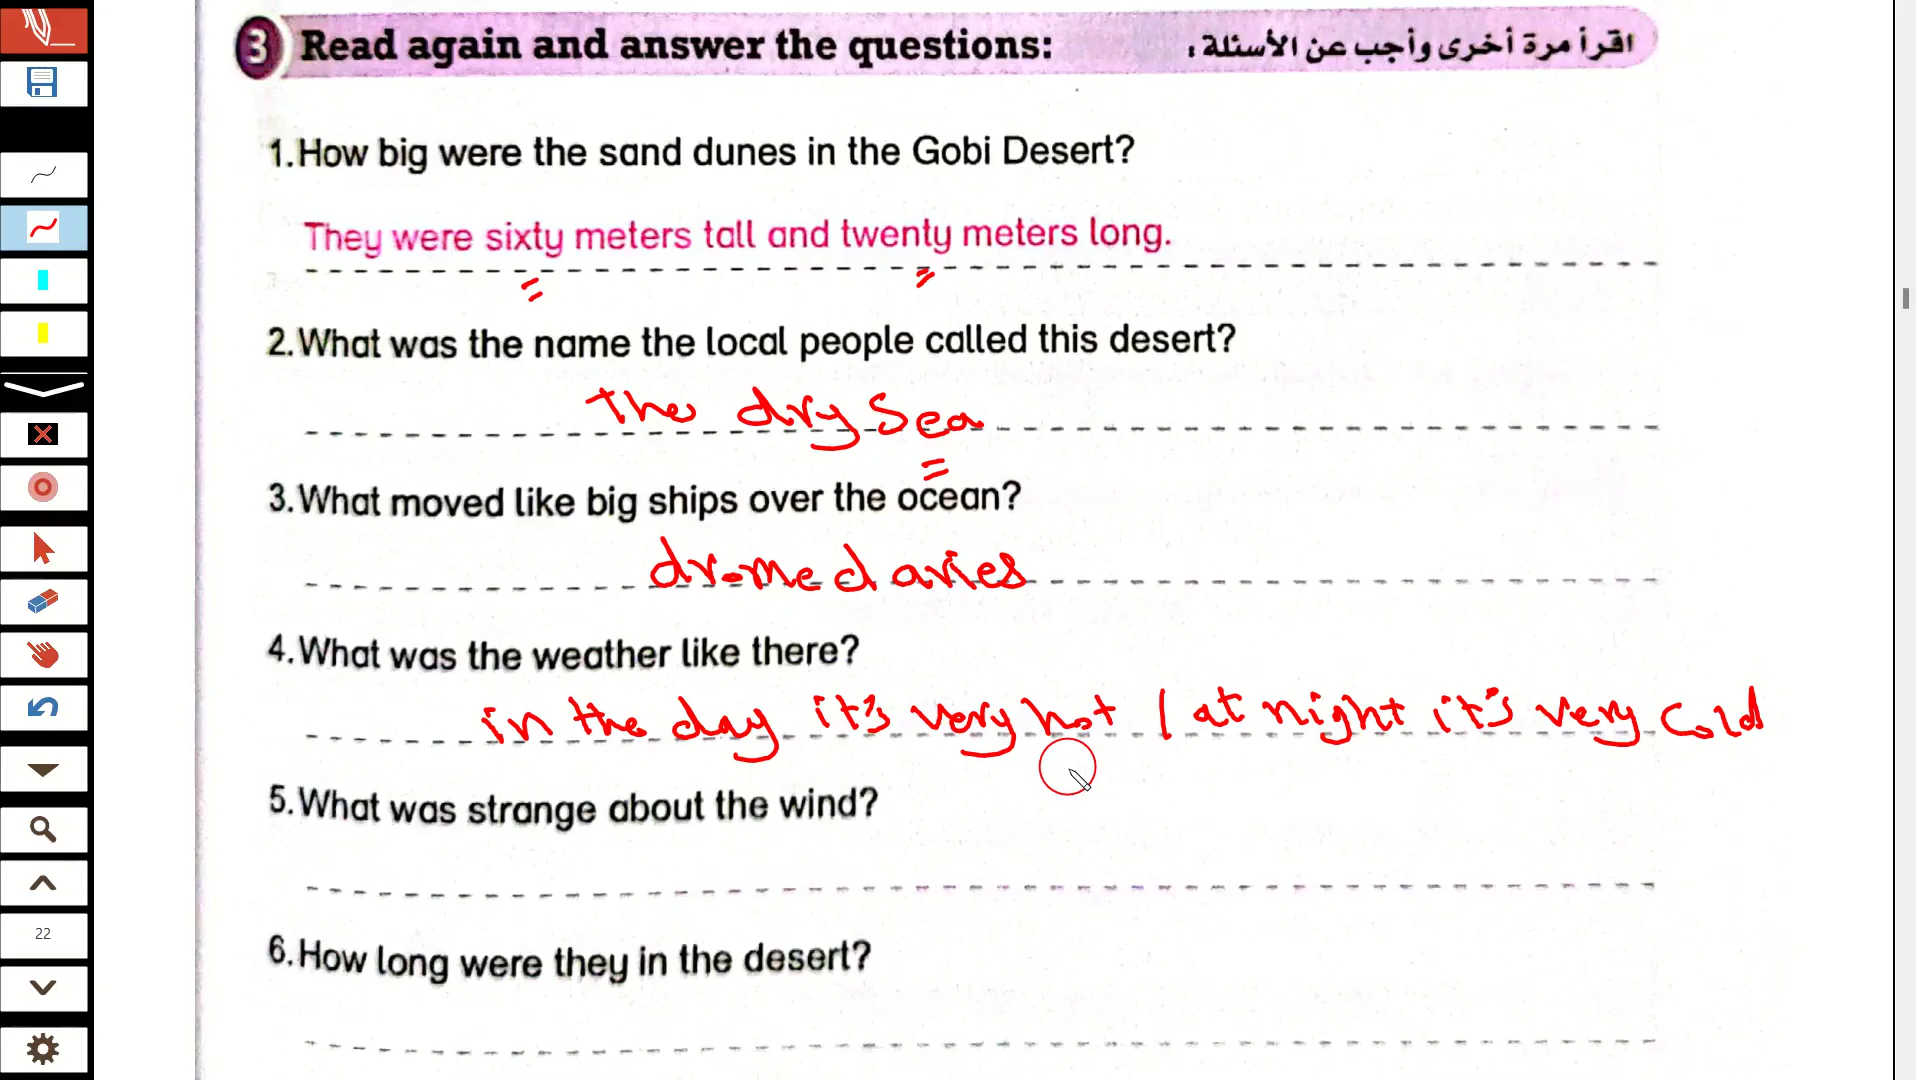 3 Read again and answer the questions: اقرأ مرة أخرى وأجب عن الأسئلة :
1.How big were the sand dunes in the Gobi Desert?
They were sixty meters tall and twenty meters long.
2.What was the name the local people called this desert?
the dry Sea
3.What moved like big ships over the ocean?
dromedaries
4.What was the weather like there?
in the day it's very hot / at night it's very cold
5.What was strange about the wind?
6.How long were they in the desert?
22